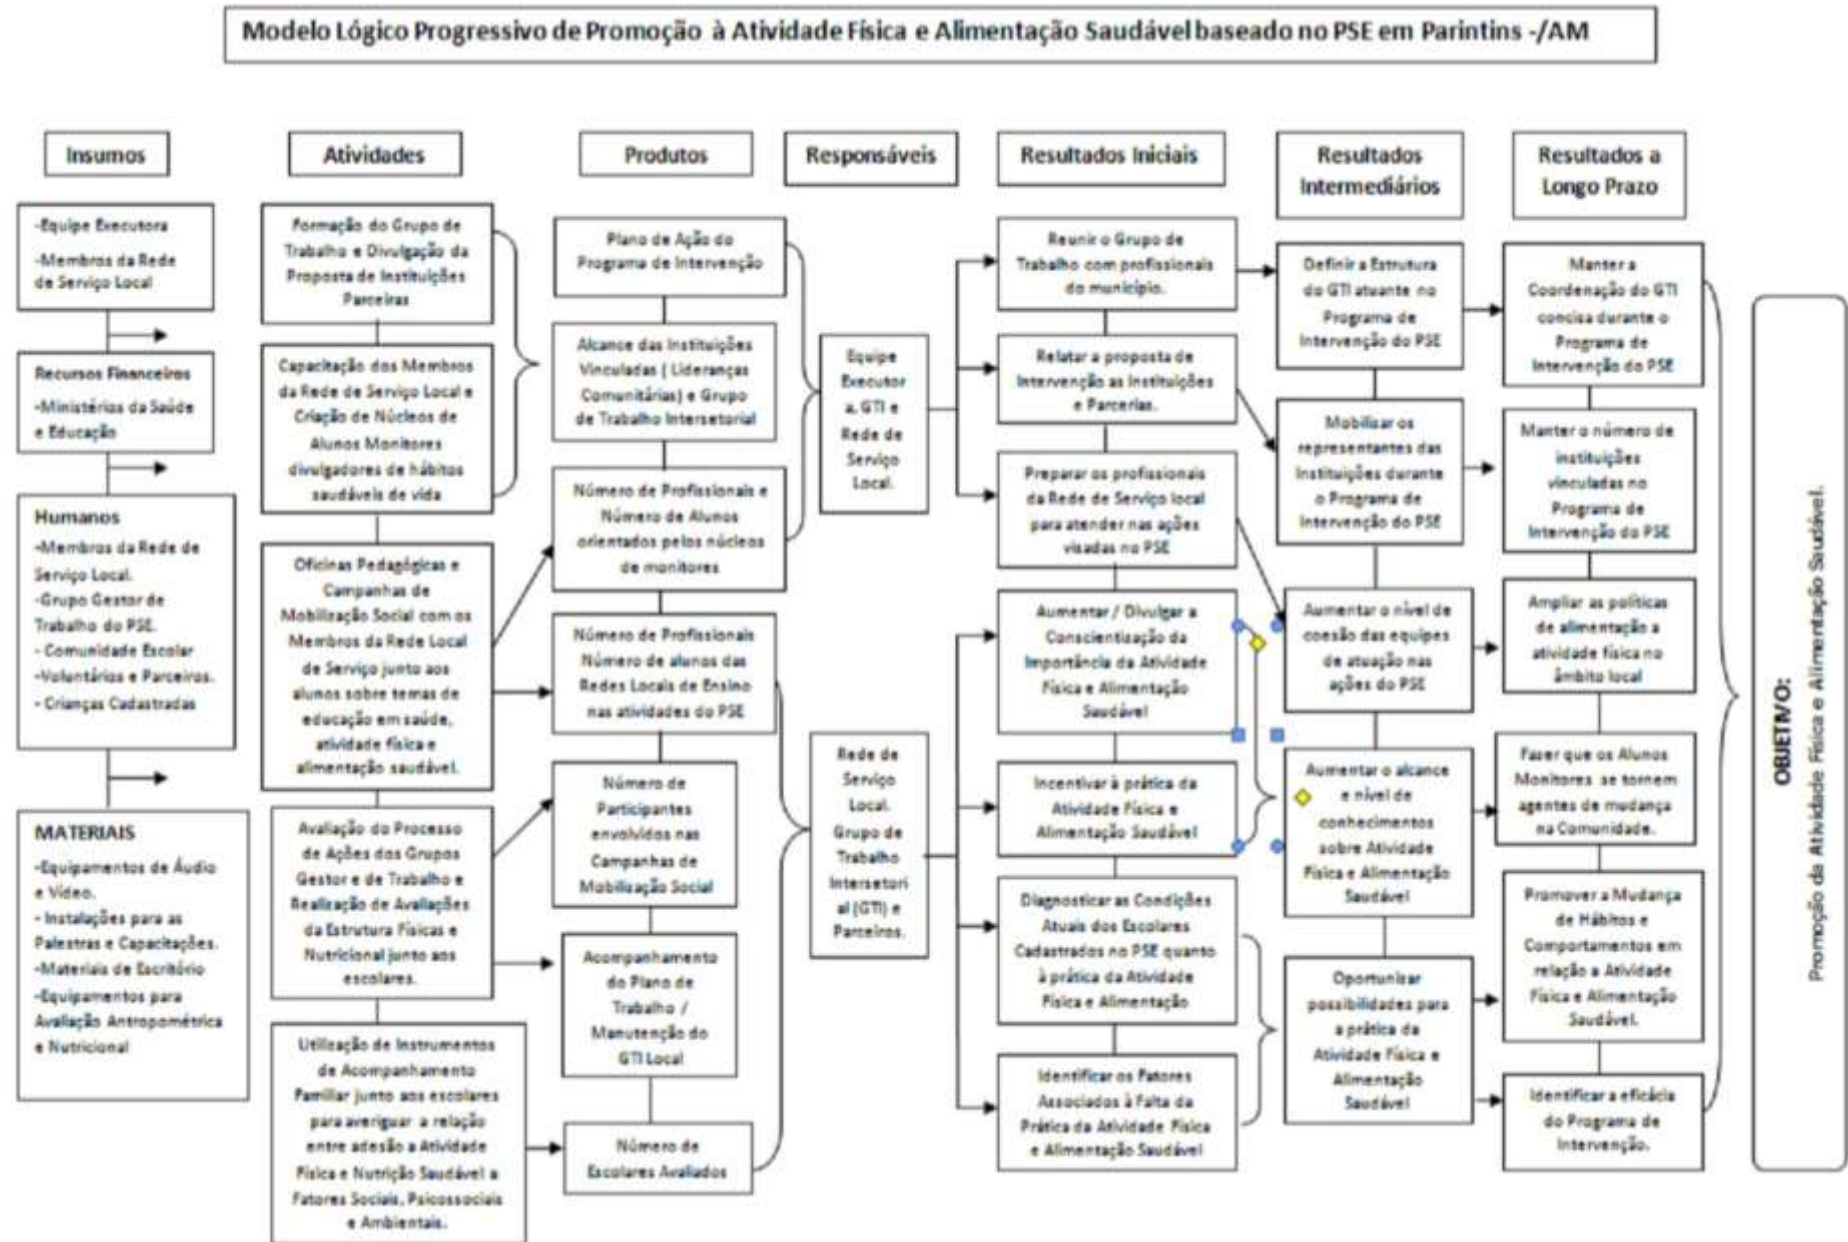 Modelo Lógico Progressivo de Promoção à Atividade Física e Alimentação Saudável baseado no PSE em Parintins -/AM
Insumos
-Equipe Executora
-Membros da Rede
de Serviço Local
Recursos Financeiros
-Ministérios da Saúde
e Educação
Humanos
-Membros da Rede de
Serviço Local.
-Grupo Gestor de
Trabalho do PSE.
- Comunidade Escolar
-Voluntários e Parceiros.
- Crianças Cadastradas
MATERIAIS
-Equipamentos de Áudio
e Vídeo.
- Instalações para as
Palestras e Capacitações.
-Materiais de Escritório
-Equipamentos para
Avaliação Antropométrica
e Nutricional
Atividades
Formação do Grupo de
Trabalho e Divulgação da
Proposta de Instituições
Parceiras
Capacitação dos Membros
da Rede de Serviço Local e
Criação de Núcleos de
Alunos Monitores
divulgadores de hábitos
saudáveis de vida
Oficinas Pedagógicas e
Campanhas de
Mobilização Social com os
Membros da Rede Local
de Serviço junto aos
alunos sobre temas de
educação em saúde,
atividade física e
alimentação saudável.
Avaliação do Processo
de Ações dos Grupos
Gestor e de Trabalho e
Realização de Avaliações
da Estrutura Físicas e
Nutricional junto aos
escolares.
Utilização de Instrumentos
de Acompanhamento
Familiar junto aos escolares
para averiguar a relação
entre adesão a Atividade
Física e Nutrição Saudável a
Fatores Sociais, Psicossociais
e Ambientais.
Produtos
Plano de Ação do
Programa de Intervenção
Alcance das Instituições
Vinculadas ( Lideranças
Comunitárias) e Grupo
de Trabalho Intersetorial
Número de Profissionais e
Número de Alunos
orientados pelos núcleos
de monitores
Número de Profissionais
Número de alunos das
Redes Locais de Ensino
nas atividades do PSE
Número de
Participantes
envolvidos nas
Campanhas de
Mobilização Social
Acompanhamento
do Plano de
Trabalho /
Manutenção do
GTI Local
Número de
Escolares Avaliados
Responsáveis
Equipe
Executor
a, GTI e
Rede de
Serviço
Local.
Rede de
Serviço
Local.
Grupo de
Trabalho
Intersetori
al (GTI) e
Parceiros.
Resultados Iniciais
Reunir o Grupo de
Trabalho com profissionais
do município.
Relatar a proposta de
Intervenção as Instituições
e Parcerias.
Preparar os profissionais
da Rede de Serviço local
para atender nas ações
visadas no PSE
Aumentar / Divulgar a
Conscientização da
Importância da Atividade
Física e Alimentação
Saudável
Incentivar à prática da
Atividade Física e
Alimentação Saudável
Diagnosticar as Condições
Atuais dos Escolares
Cadastrados no PSE quanto
à prática da Atividade
Física e Alimentação
Identificar os Fatores
Associados à Falta da
Prática da Atividade Física
e Alimentação Saudável
Resultados
Intermediários
Definir a Estrutura
do GTI atuante no
Programa de
Intervenção do PSE
Mobilizar os
representantes das
Instituições durante
o Programa de
Intervenção do PSE
Aumentar o nível de
coesão das equipes
de atuação nas
ações do PSE
Aumentar o alcance
e nível de
conhecimentos
sobre Atividade
Física e Alimentação
Saudável
Oportunizar
possibilidades para
a prática da
Atividade Física e
Alimentação
Saudável
Resultados a
Longo Prazo
Manter a
Coordenação do GTI
concisa durante o
Programa de
Intervenção do PSE
Manter o número de
instituições
vinculadas no
Programa de
Intervenção do PSE
Ampliar as políticas
de alimentação a
atividade física no
âmbito local
Fazer que os Alunos
Monitores se tornem
agentes de mudança
na Comunidade.
Promover a Mudança
de Hábitos e
Comportamentos em
relação a Atividade
Física e Alimentação
Saudável.
Identificar a eficácia
do Programa de
Intervenção.
OBJETIVO:
Promoção da Atividade Física e Alimentação Saudável.